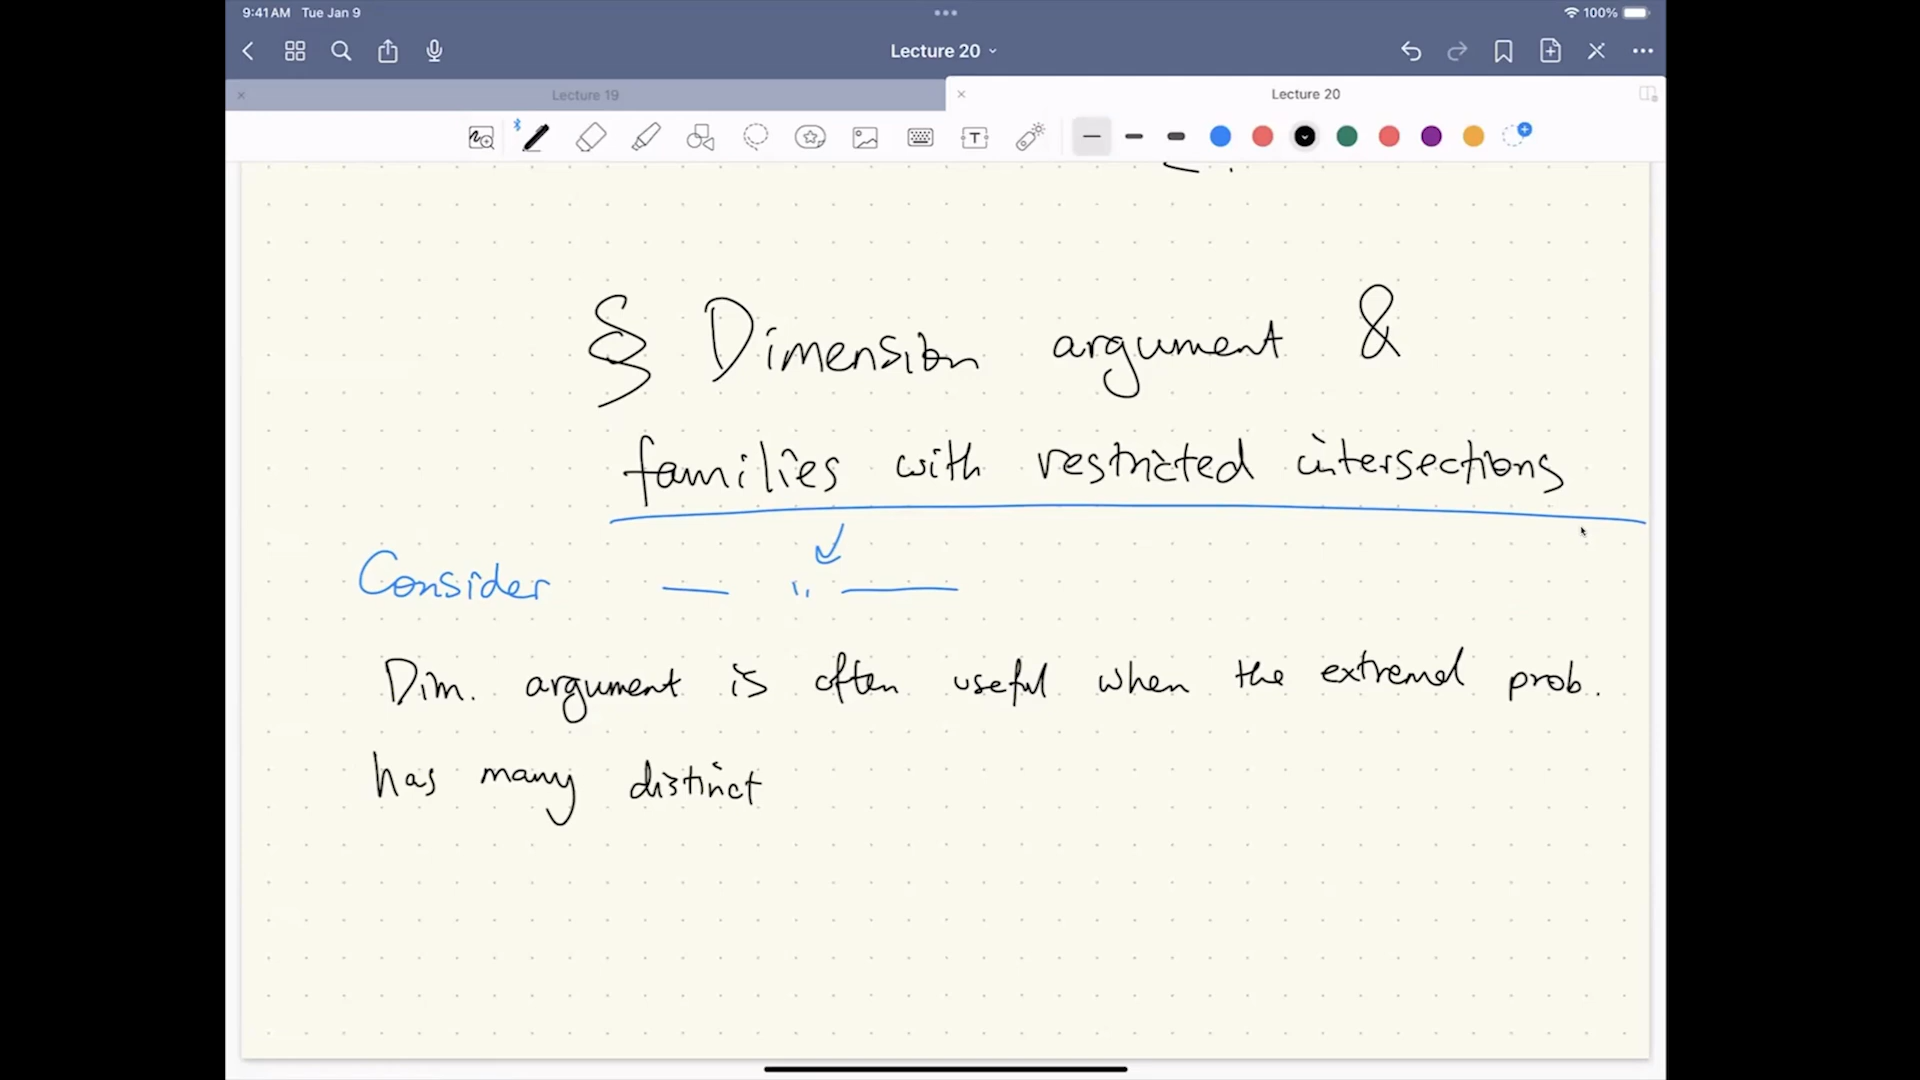 9:41 AM Tue Jan 9
100%
Lecture 20
Lecture 19
Lecture 20
§ Dimension argument &
families with restricted intersections
Consider
Dim. argument is often useful when the extremal prob.
has many distinct